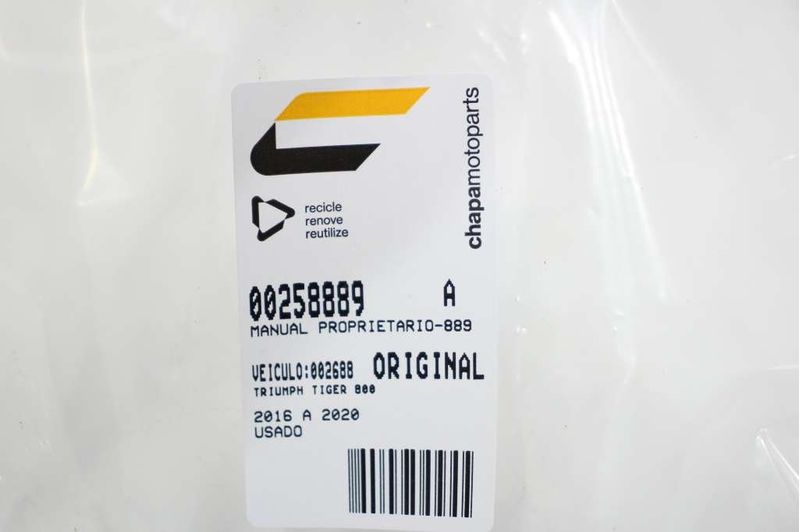 chapamotoparts
recicle
renove
reutilize
00258889 A
MANUAL PROPRIETARIO-889
VEICULO:002688 ORIGINAL
TRIUMPH TIGER 800
2016 A 2020
USADO